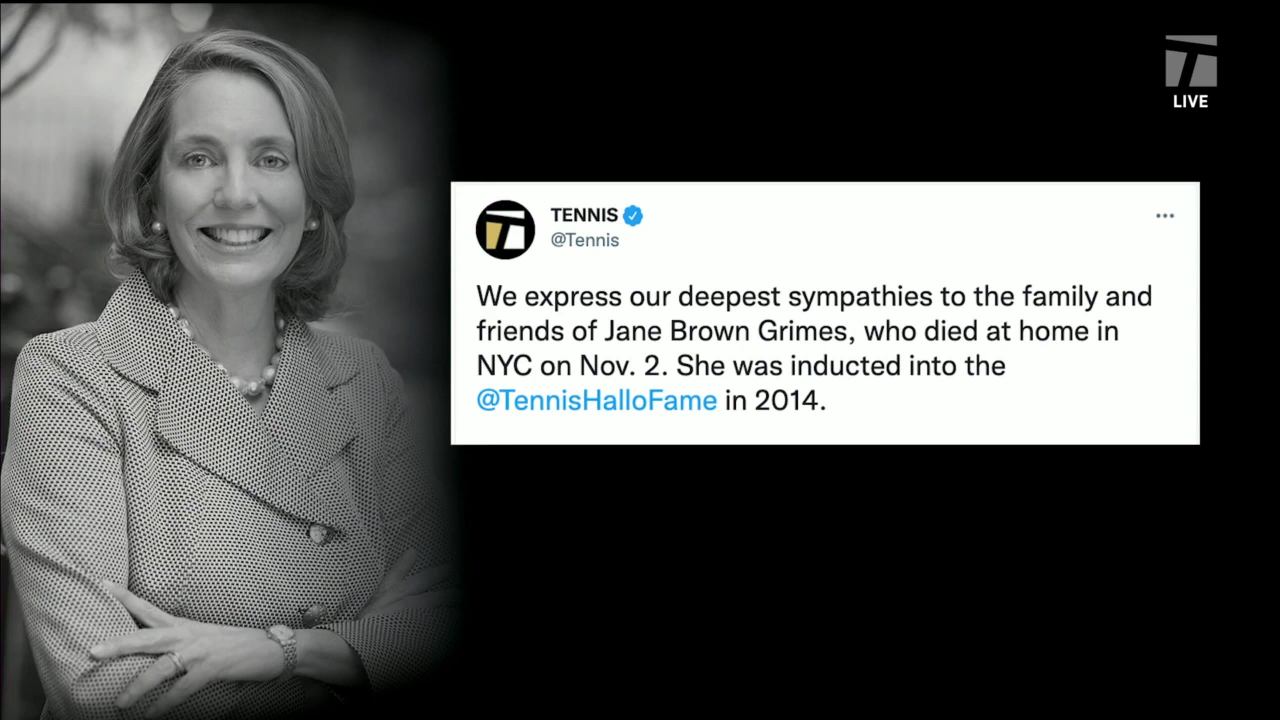 LIVE
TENNIS
@Tennis
We express our deepest sympathies to the family and
friends of Jane Brown Grimes, who died at home in
NYC on Nov. 2. She was inducted into the
@TennisHalloFame in 2014.